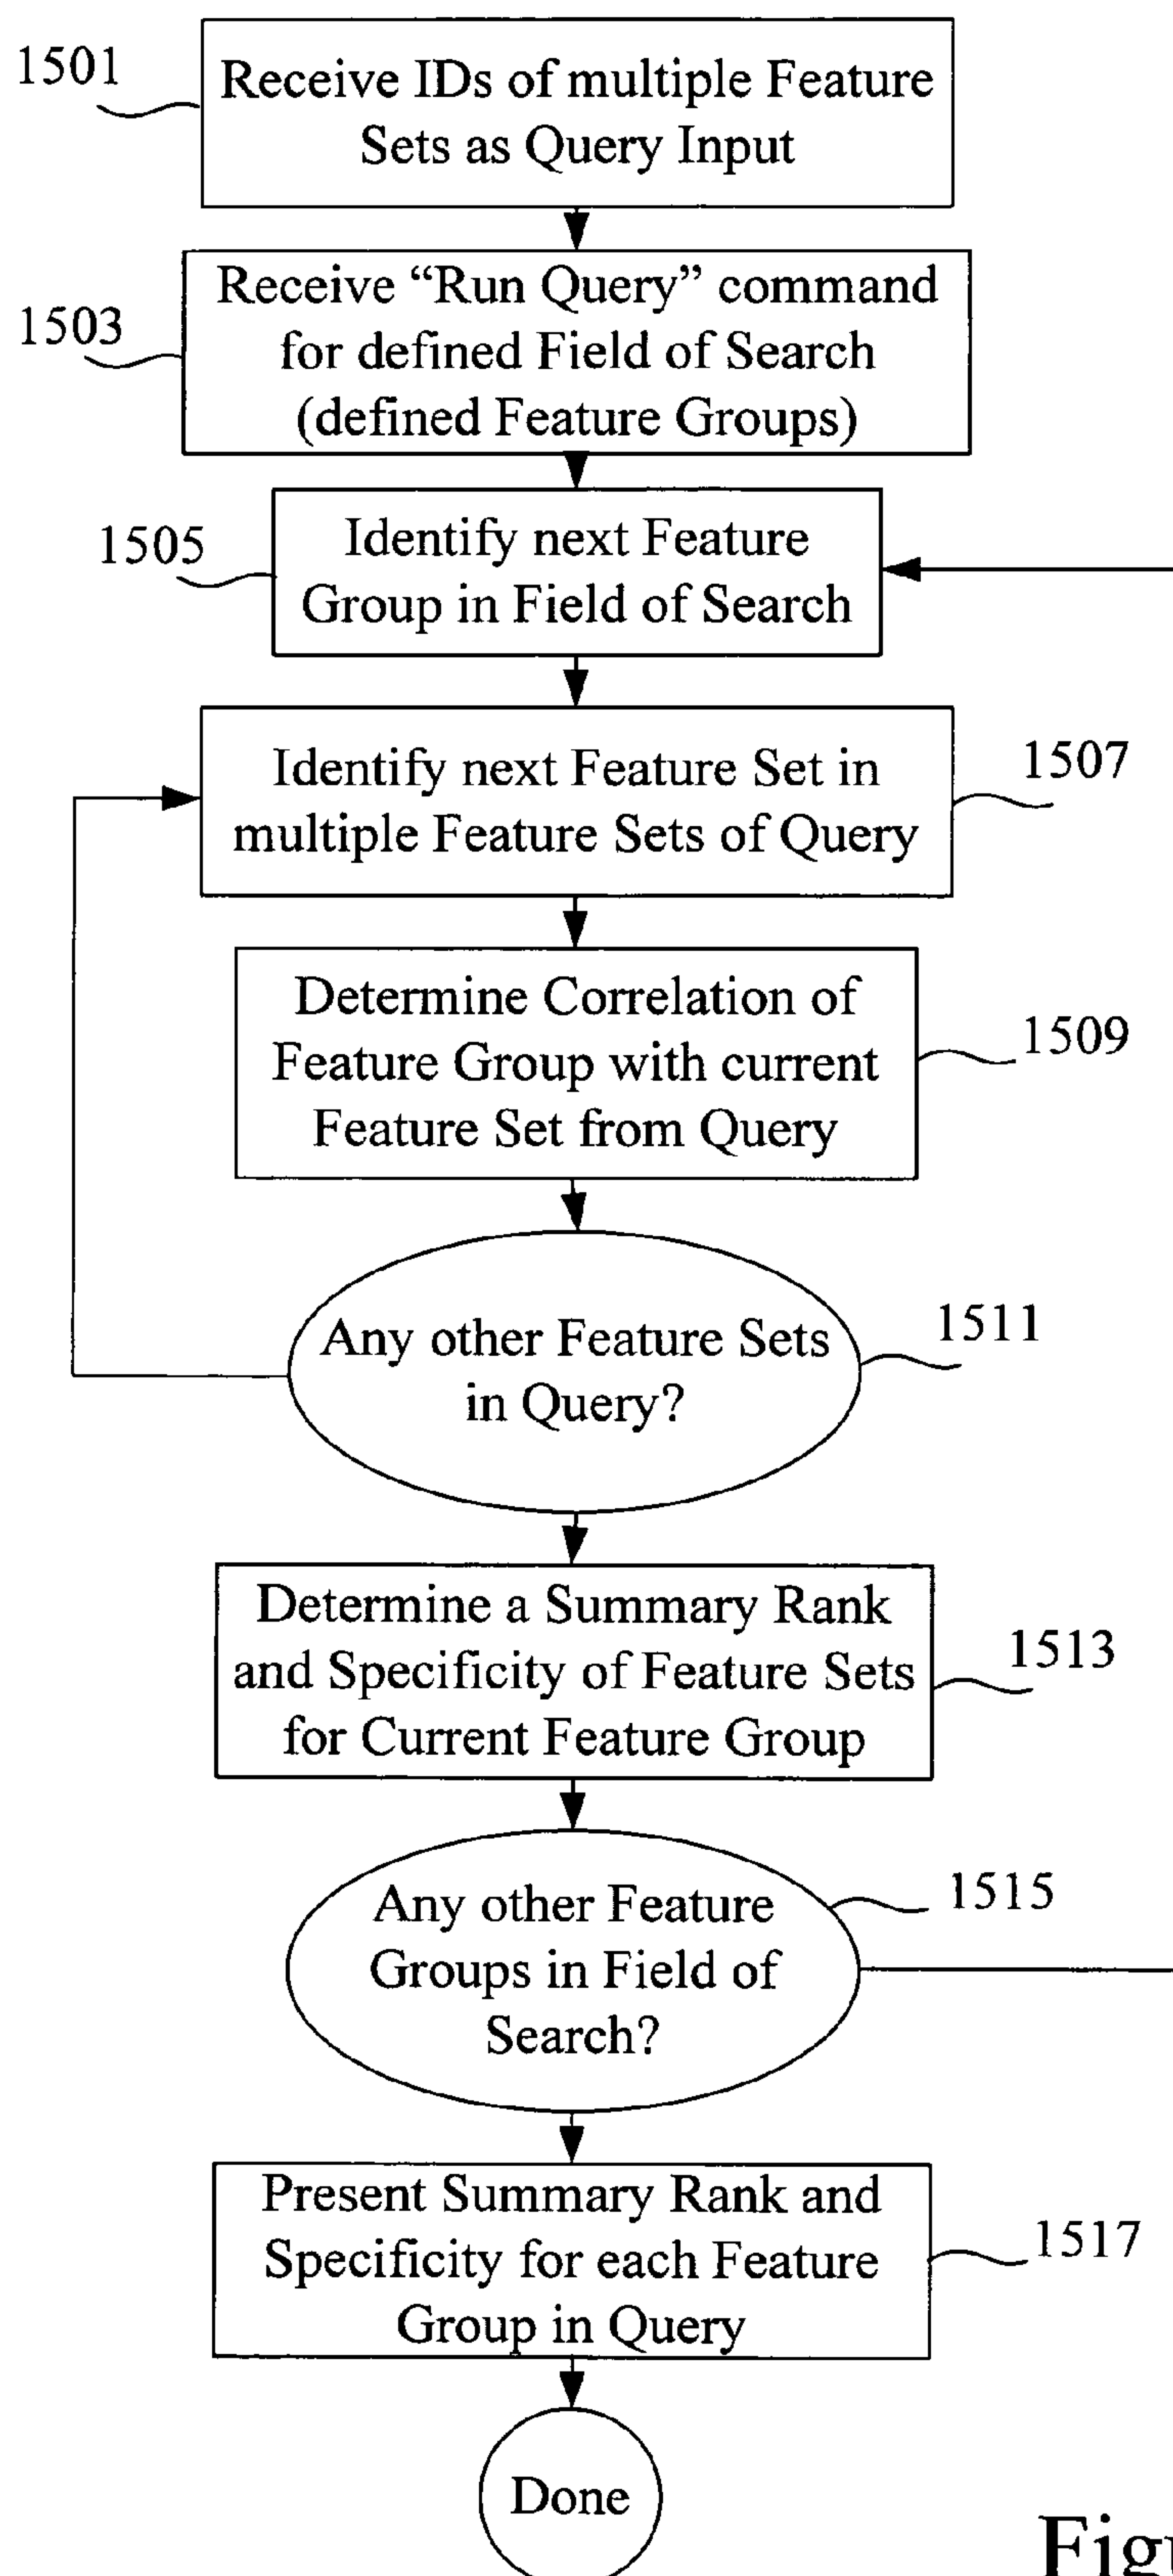 1501
Receive IDs of multiple Feature
Sets as Query Input
1503
Receive “Run Query” command
for defined Field of Search
(defined Feature Groups)
1505
Identify next Feature
Group in Field of Search
Identify next Feature Set in
multiple Feature Sets of Query
1507
Determine Correlation of
Feature Group with current
Feature Set from Query
1509
Any other Feature Sets
in Query?
1511
Determine a Summary Rank
and Specificity of Feature Sets
for Current Feature Group
1513
Any other Feature
Groups in Field of
Search?
1515
Present Summary Rank and
Specificity for each Feature
Group in Query
1517
Done